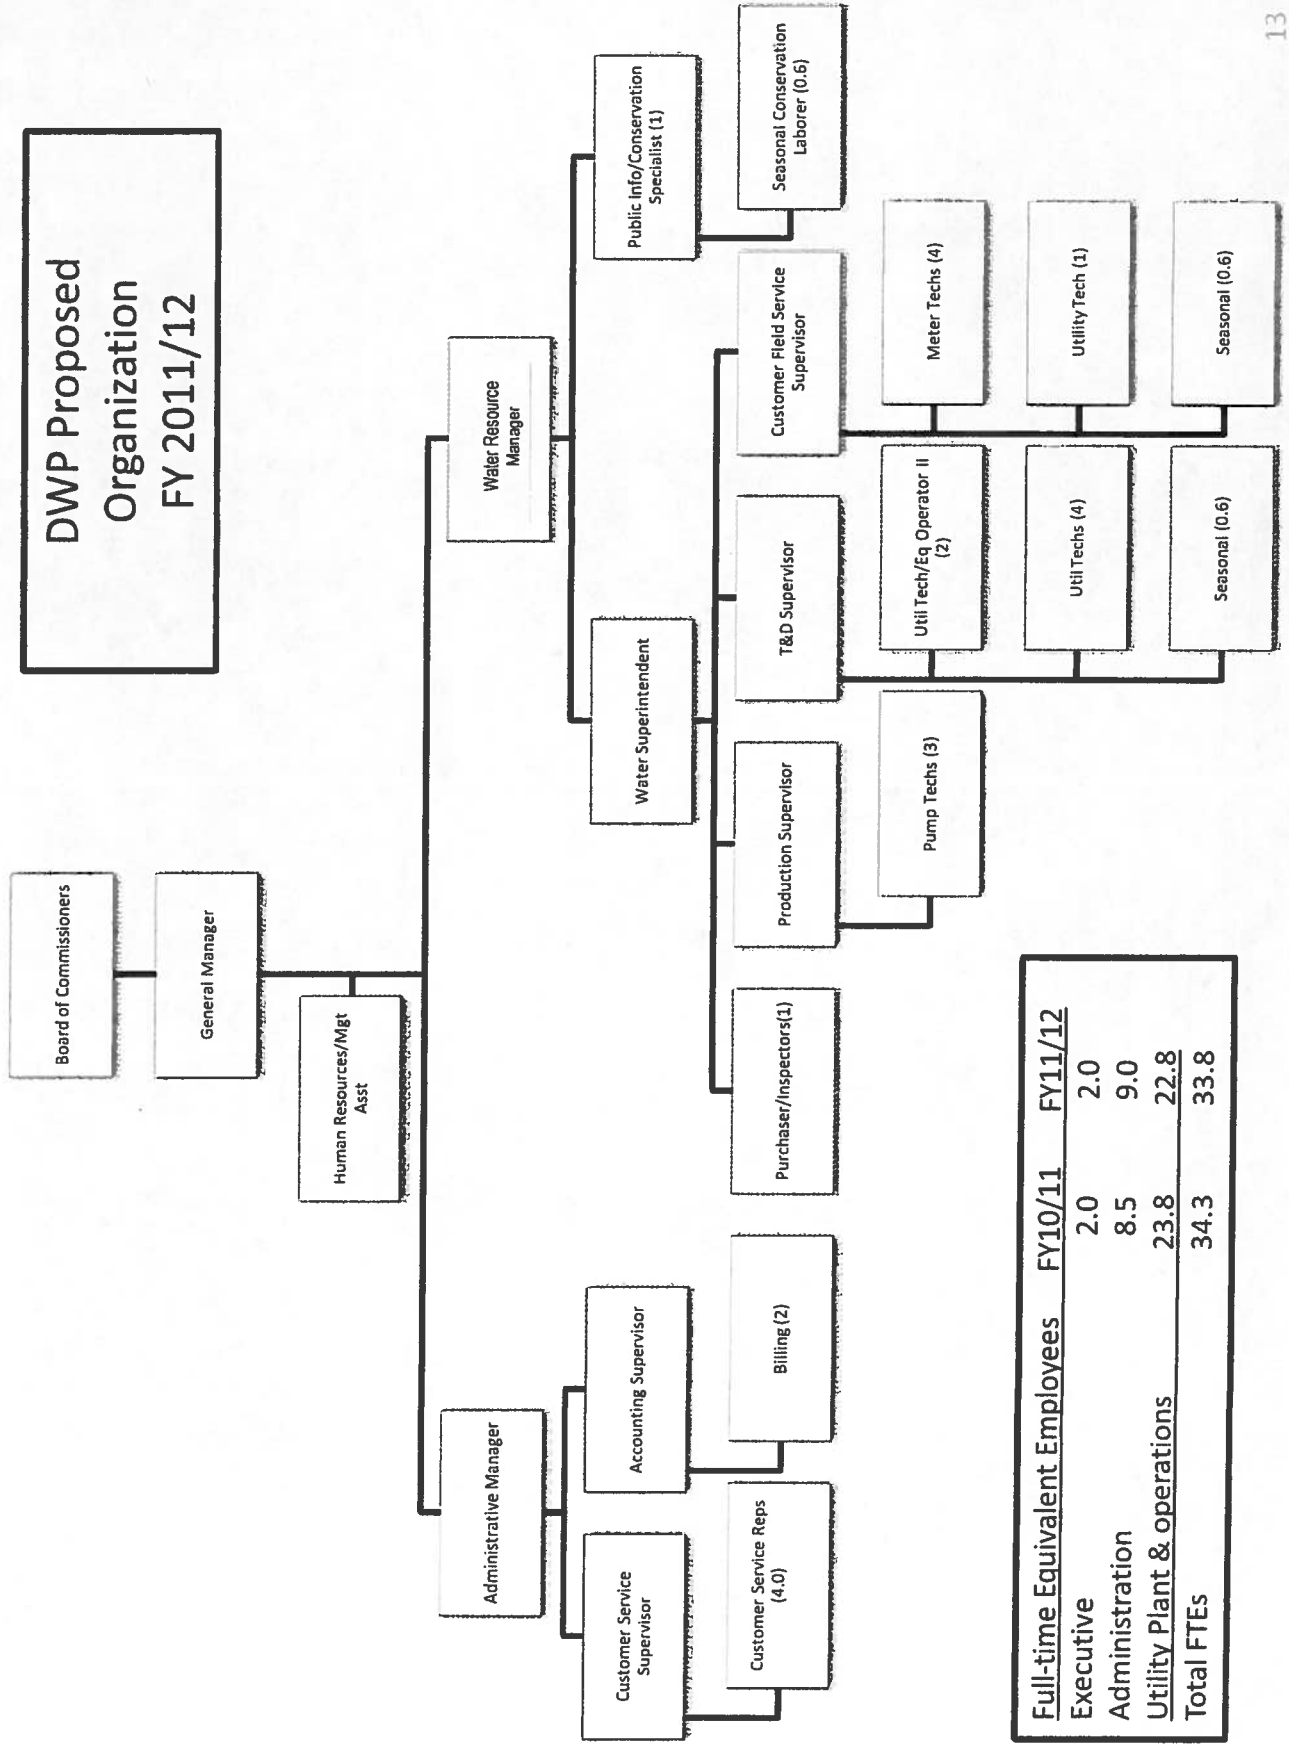 DWP Proposed
Organization
FY 2011/12
Board of Commissioners
General Manager
Human Resources/Mgt
Asst
Administrative Manager
Water Resource
Manager
Customer Service
Supervisor
Accounting Supervisor
Water Superintendent
Public Info/Conservation
Specialist (1)
Customer Service Reps
(4.0)
Billing (2)
Purchaser/Inspectors(1)
Production Supervisor
T&D Supervisor
Customer Field Service
Supervisor
Seasonal Conservation
Laborer (0.6)
Pump Techs (3)
Util Tech/Eq Operator II
(2)
Meter Techs (4)
Util Techs (4)
Utility Tech (1)
Seasonal (0.6)
Seasonal (0.6)
Full-time Equivalent Employees FY10/11 FY11/12
Executive 2.0 2.0
Administration 8.5 9.0
Utility Plant & operations 23.8 22.8
Total FTEs 34.3 33.8
13